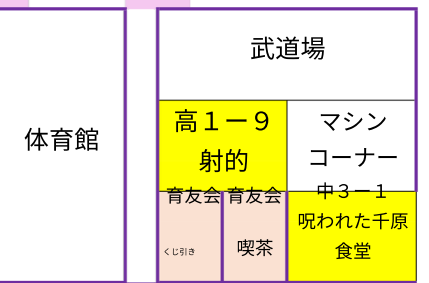 武道場
体育館
高１ー９
射的
マシン
コーナー
育友会
くじ引き
育友会
喫茶
中３ー１
呪われた千原
食堂